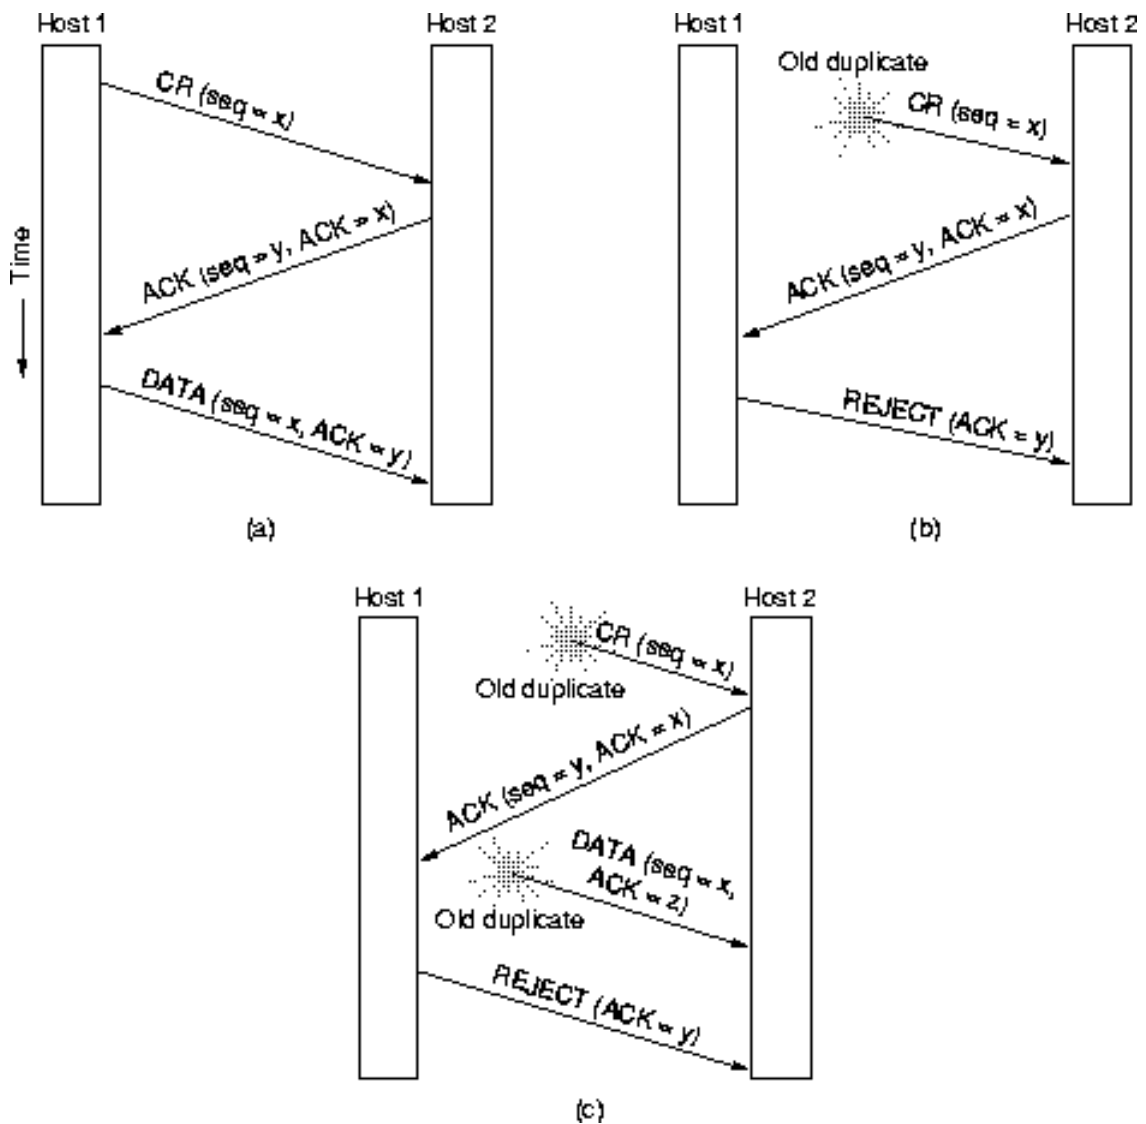 Host 1
Host 2
CR (seq = x)
ACK (seq = y, ACK = x)
DATA (seq = x, ACK = y)
Time
(a)
Host 1
Host 2
Old duplicate
CR (seq = x)
ACK (seq = y, ACK = x)
REJECT (ACK = y)
(b)
Host 1
Host 2
CR (seq = x)
Old duplicate
ACK (seq = y, ACK = x)
DATA (seq = x,
ACK = z)
Old duplicate
REJECT (ACK = y)
(c)